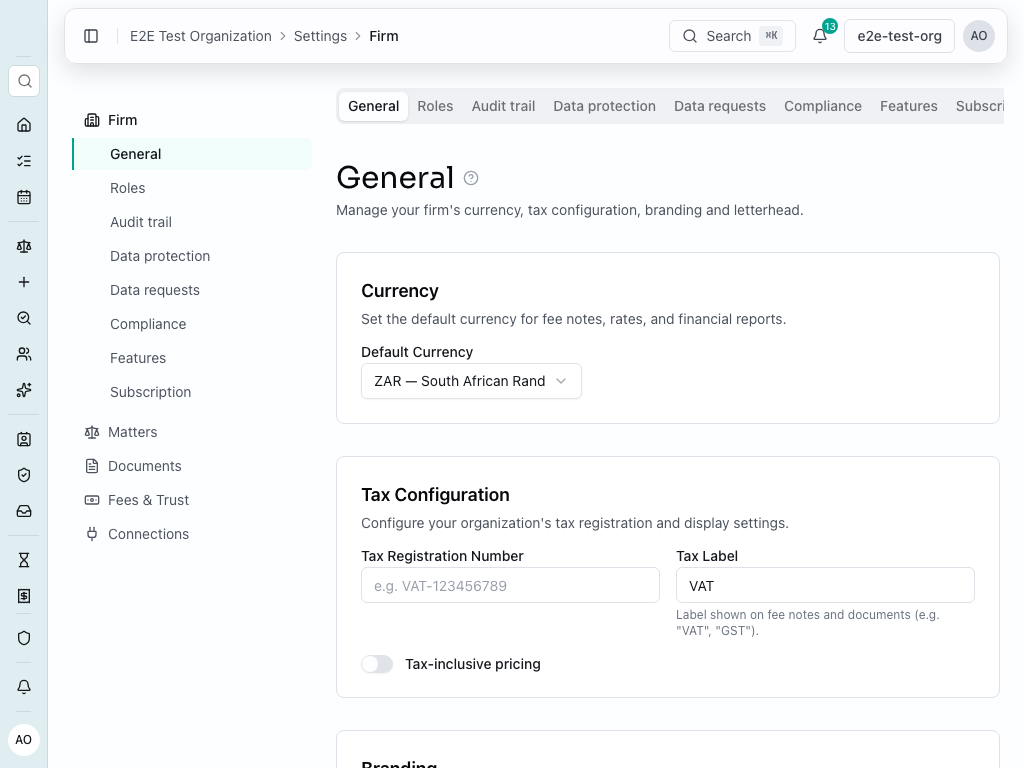 E2E Test Organization > Settings > Firm
Search ⌘K
13
e2e-test-org
AO
Firm
General
Roles
Audit trail
Data protection
Data requests
Compliance
Features
Subscription
Matters
Documents
Fees & Trust
Connections
AO
General Roles Audit trail Data protection Data requests Compliance Features Subscri
General
Manage your firm's currency, tax configuration, branding and letterhead.
Currency
Set the default currency for fee notes, rates, and financial reports.
Default Currency
ZAR — South African Rand
Tax Configuration
Configure your organization's tax registration and display settings.
Tax Registration Number
e.g. VAT-123456789
Tax Label
VAT
Label shown on fee notes and documents (e.g.
"VAT", "GST").
Tax-inclusive pricing
Branding